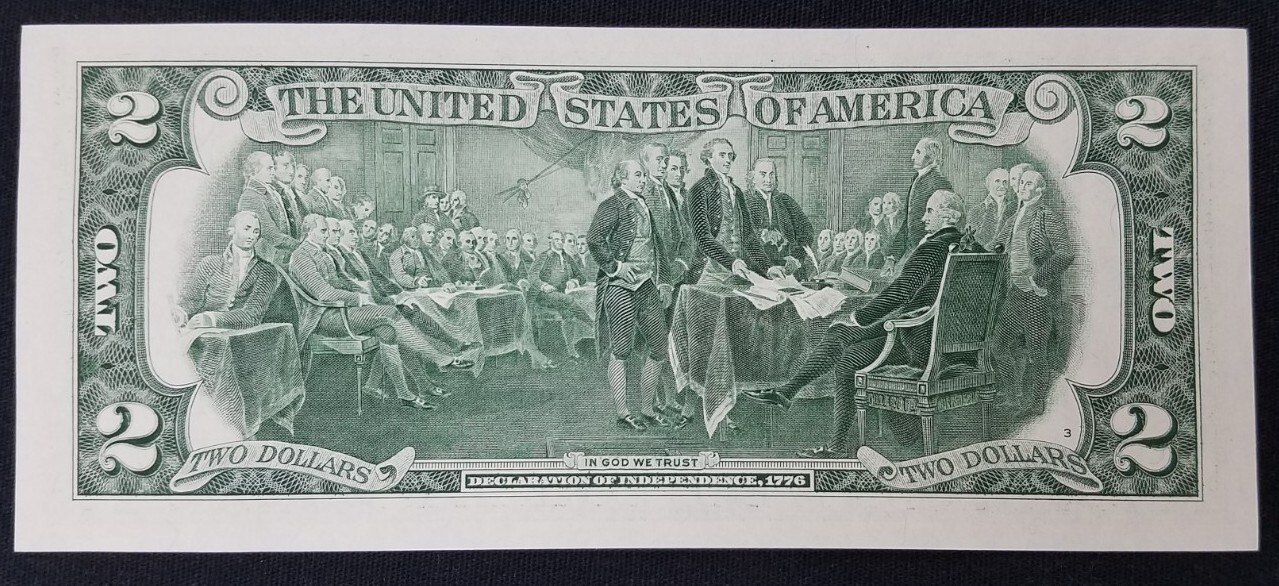 2 THE UNITED STATES OF AMERICA 2
TWO TWO
3
2 TWO DOLLARS IN GOD WE TRUST TWO DOLLARS 2
DECLARATION OF INDEPENDENCE, 1776